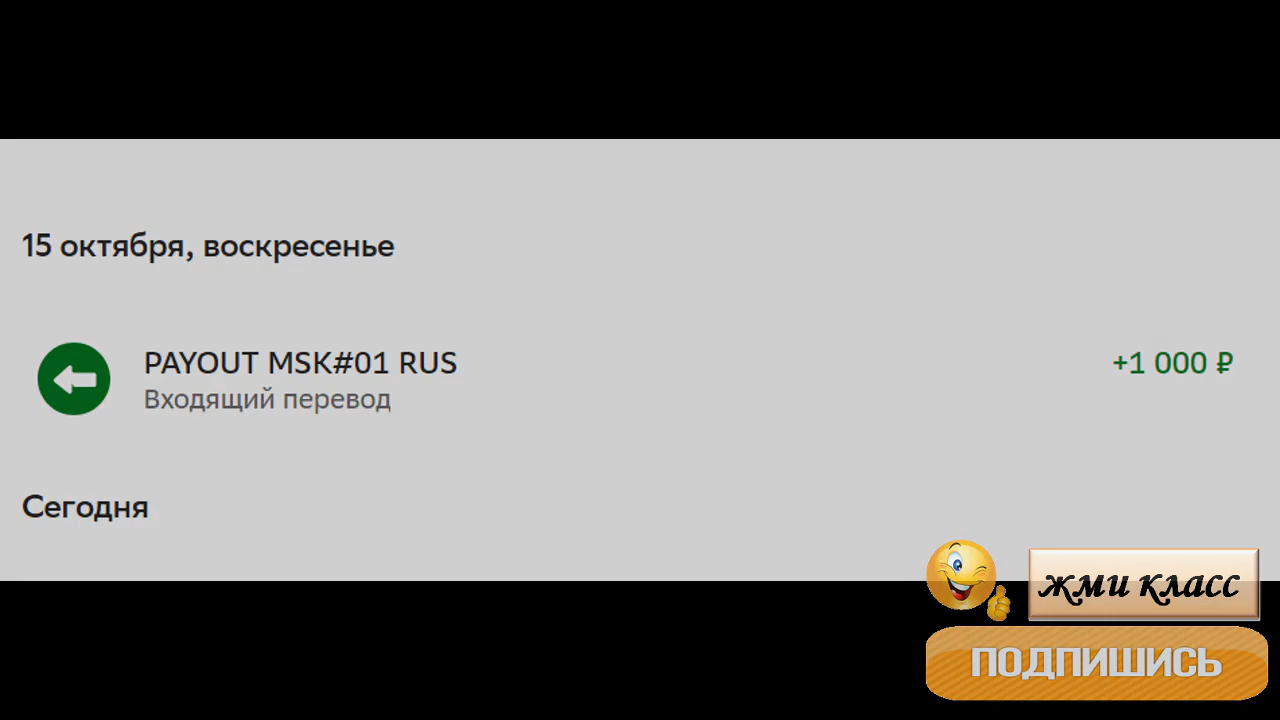 15 октября, воскресенье
PAYOUT MSK#01 RUS
+1 000 ₽
Входящий перевод
Сегодня
жми класс
ПОДПИШИСЬ